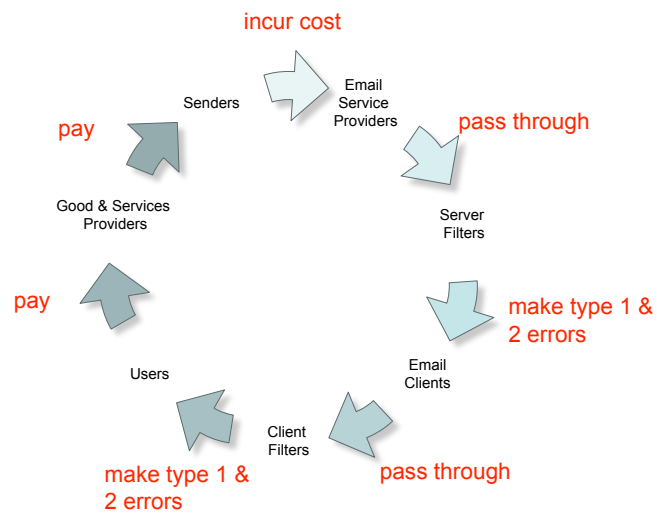 incur cost
Senders
Email
Service
Providers
pay
pass through
Good & Services
Providers
Server
Filters
pay
make type 1 &
2 errors
Users
Email
Clients
Client
Filters
make type 1 &
2 errors
pass through